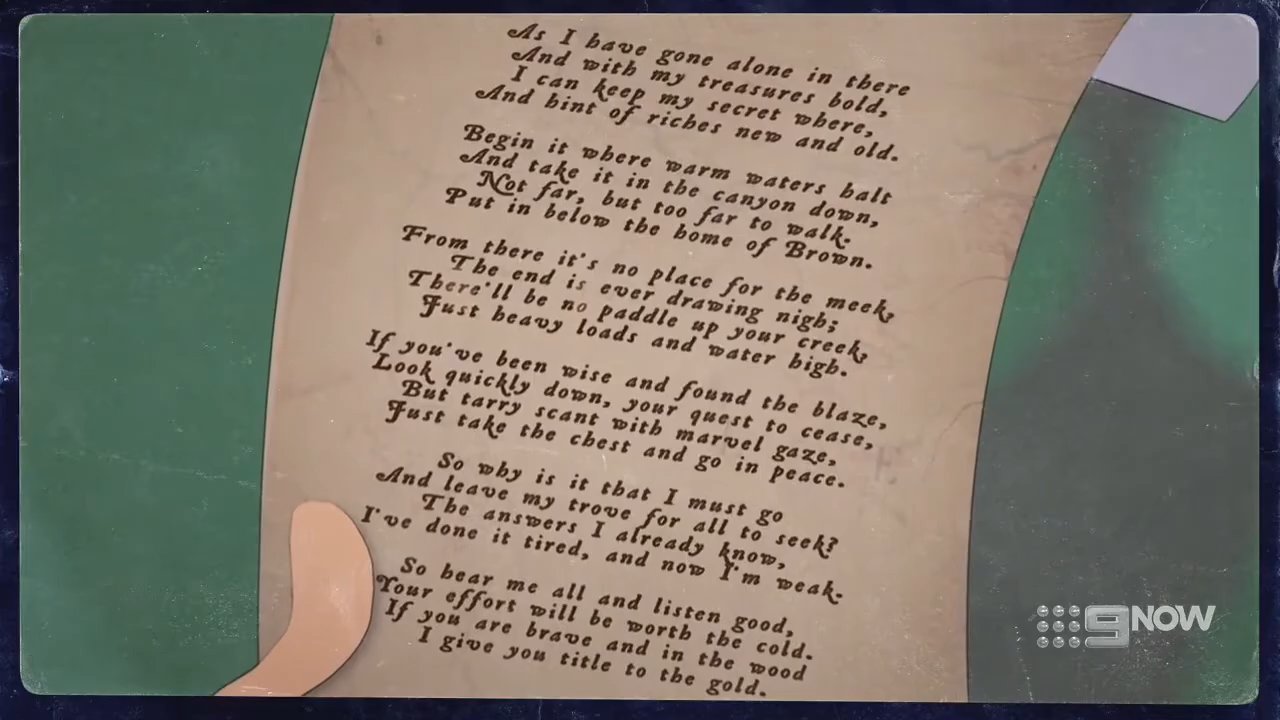 As I have gone alone in there
And with my treasures bold,
I can keep my secret where,
And hint of riches new and old.
Begin it where warm waters halt
And take it in the canyon down,
Not far, but too far to walk.
Put in below the home of Brown.
From there it's no place for the meek,
The end is ever drawing nigh;
There'll be no paddle up your creek,
Just heavy loads and water high.
If you've been wise and found the blaze,
Look quickly down, your quest to cease,
But tarry scant with marvel gaze,
Just take the chest and go in peace.
So why is it that I must go
And leave my trove for all to seek?
The answers I already know,
I've done it tired, and now I'm weak.
So hear me all and listen good,
Your effort will be worth the cold.
If you are brave and in the wood
I give you title to the gold.
9NOW